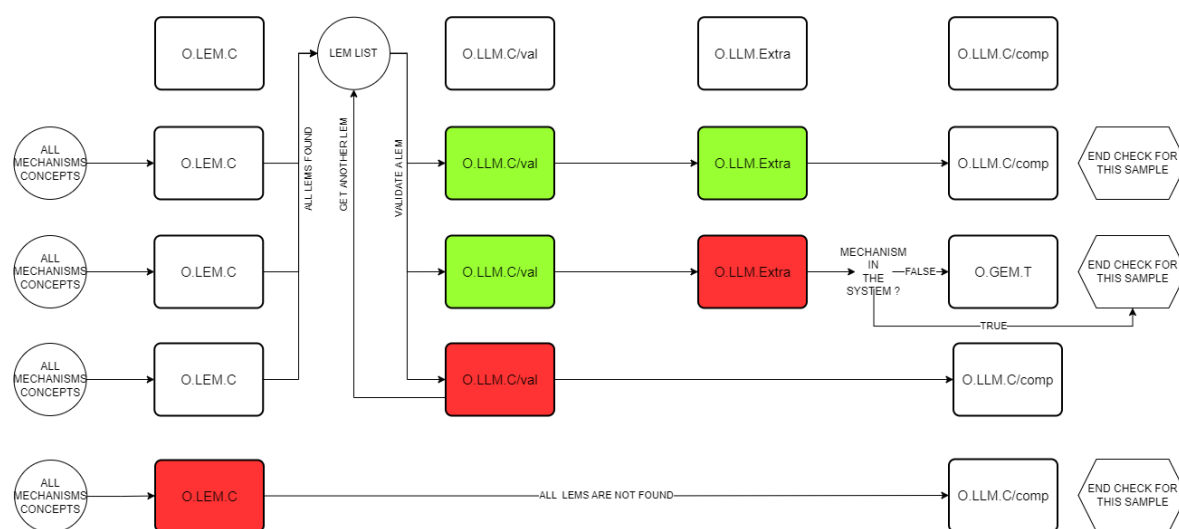 O.LEM.C
LEM LIST
O.LLM.C/val
O.LLM.Extra
O.LLM.C/comp
ALL
MECHANISMS
CONCEPTS
O.LEM.C
ALL LEMS FOUND
GET ANOTHER LEM
VALIDATE A LEM
O.LLM.C/val
O.LLM.Extra
O.LLM.C/comp
END CHECK FOR
THIS SAMPLE
ALL
MECHANISMS
CONCEPTS
O.LEM.C
O.LLM.C/val
O.LLM.Extra
MECHANISM
IN
THE
SYSTEM ?
FALSE
O.GEM.T
END CHECK FOR
THIS SAMPLE
TRUE
ALL
MECHANISMS
CONCEPTS
O.LEM.C
O.LLM.C/val
O.LLM.C/comp
ALL
MECHANISMS
CONCEPTS
O.LEM.C
ALL LEMS ARE NOT FOUND
O.LLM.C/comp
END CHECK FOR
THIS SAMPLE